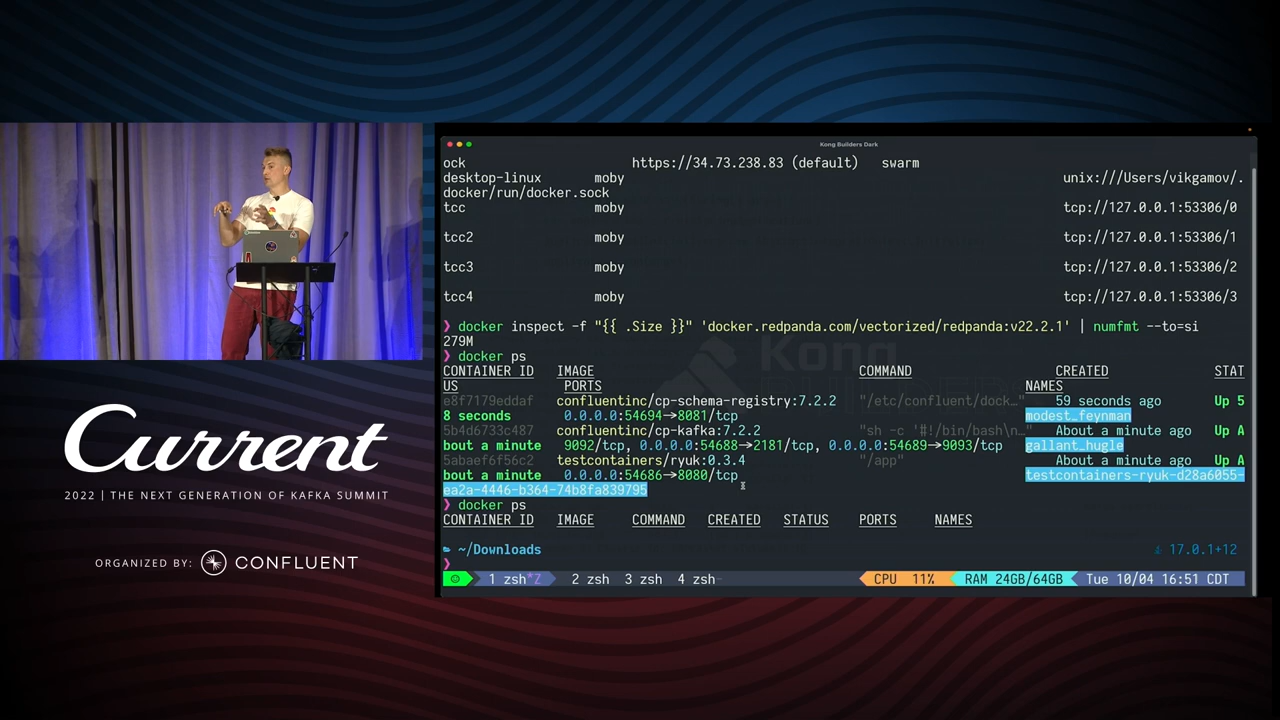 Kong Builders Dark
ock https://34.73.238.83 (default) swarm
desktop-linux moby unix:///Users/vikgamov/.
docker/run/docker.sock
tcc moby tcp://127.0.0.1:53306/0
tcc2 moby tcp://127.0.0.1:53306/1
tcc3 moby tcp://127.0.0.1:53306/2
tcc4 moby tcp://127.0.0.1:53306/3
❯ docker inspect -f "{{ .Size }}" 'docker.redpanda.com/vectorized/redpanda:v22.2.1' | numfmt --to=si
279M
❯ docker ps
CONTAINER ID IMAGE COMMAND CREATED STAT
US PORTS NAMES
e8f7179eddaf confluentinc/cp-schema-registry:7.2.2 "/etc/confluent/dock…" 59 seconds ago Up 5
8 seconds 0.0.0.0:54694→8081/tcp modest_feynman
5b4d6733c487 confluentinc/cp-kafka:7.2.2 "sh -c '#!/bin/bash\n…" About a minute ago Up A
bout a minute 9092/tcp, 0.0.0.0:54688→2181/tcp, 0.0.0.0:54689→9093/tcp gallant_hugle
5abaef6f56c2 testcontainers/ryuk:0.3.4 "/app" About a minute ago Up A
bout a minute 0.0.0.0:54686→8080/tcp testcontainers-ryuk-d28a6055-
ea2a-4446-b364-74b8fa839795
❯ docker ps
CONTAINER ID IMAGE COMMAND CREATED STATUS PORTS NAMES
~/Downloads 17.0.1+12
❯
1 zsh*Z 2 zsh 3 zsh 4 zsh- CPU 11% RAM 24GB/64GB Tue 10/04 16:51 CDT
Kong
BUILDERS
Current
2022 | THE NEXT GENERATION OF KAFKA SUMMIT
ORGANIZED BY: CONFLUENT